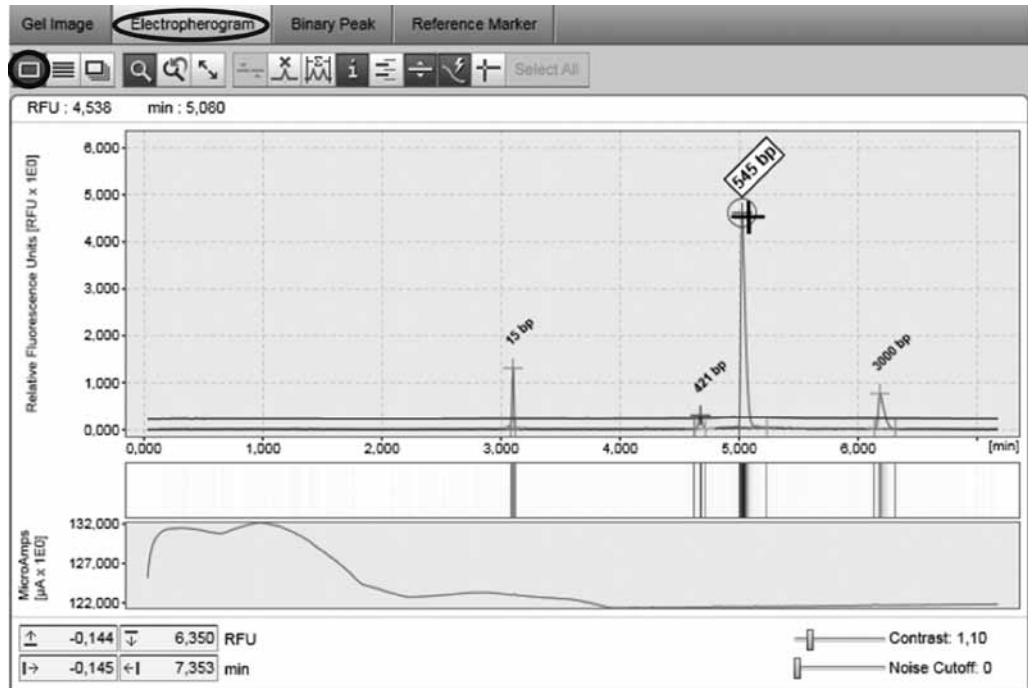 Gel Image Electropherogram Binary Peak Reference Marker
Select All
RFU : 4,538 min : 5,080
Relative Fluorescence Units [RFU x 1E0]
6,000
5,000
4,000
3,000
2,000
1,000
0,000
545 bp
15 bp
421 bp
3000 bp
0,000 1,000 2,000 3,000 4,000 5,000 6,000 [min]
MicroAmps
[µA x 1E0]
132,000
127,000
122,000
-0,144 6,350 RFU
Contrast: 1,10
-0,145 7,353 min
Noise Cutoff: 0